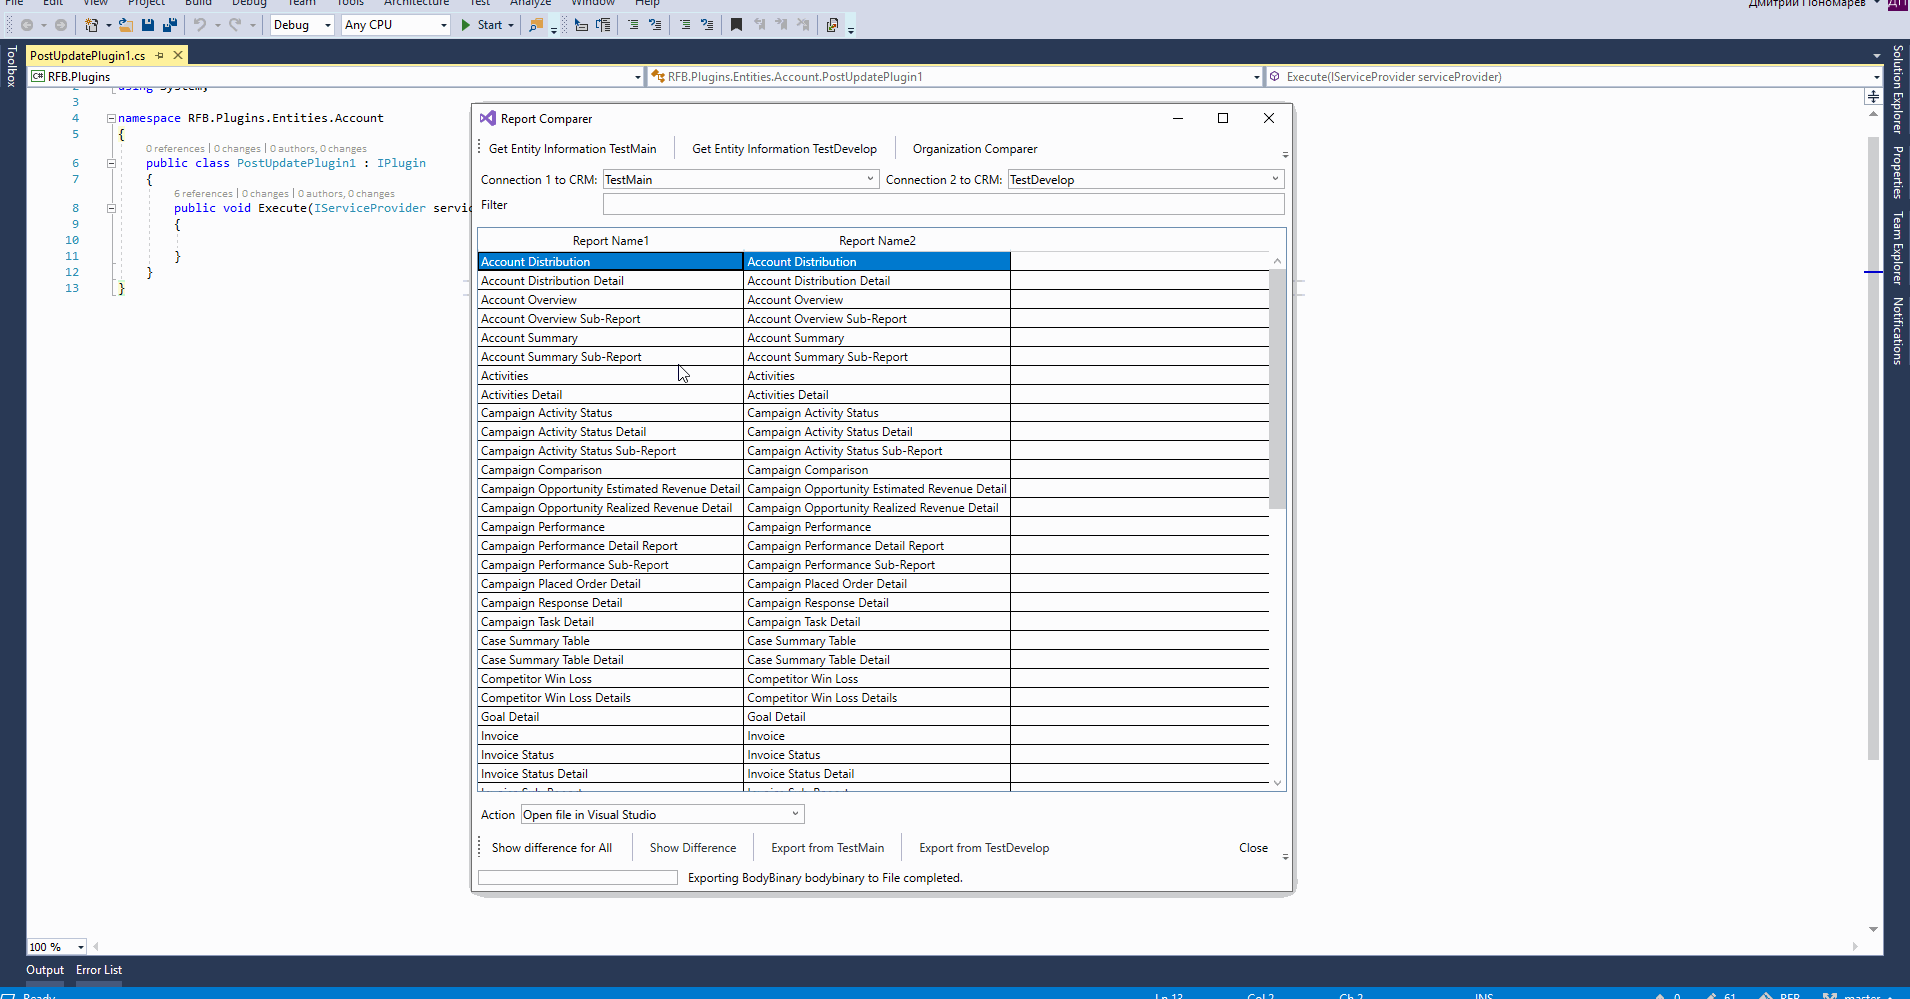 File Edit View Project Build Debug Team Tools Architecture Test Analyze Window Help Дмитрий Пономарев ДП
Debug Any CPU Start
Toolbox
PostUpdatePlugin1.cs
C# RFB.Plugins RFB.Plugins.Entities.Account.PostUpdatePlugin1 Execute(IServiceProvider serviceProvider)
2 using System;
3
4 namespace RFB.Plugins.Entities.Account
5 {
0 references | 0 changes | 0 authors, 0 changes
6 public class PostUpdatePlugin1 : IPlugin
7 {
6 references | 0 changes | 0 authors, 0 changes
8 public void Execute(IServiceProvider servic
9 {
10
11 }
12 }
13 }
Report Comparer
Get Entity Information TestMain Get Entity Information TestDevelop Organization Comparer
Connection 1 to CRM: TestMain Connection 2 to CRM: TestDevelop
Filter
Report Name1 Report Name2
Account Distribution Account Distribution
Account Distribution Detail Account Distribution Detail
Account Overview Account Overview
Account Overview Sub-Report Account Overview Sub-Report
Account Summary Account Summary
Account Summary Sub-Report Account Summary Sub-Report
Activities Activities
Activities Detail Activities Detail
Campaign Activity Status Campaign Activity Status
Campaign Activity Status Detail Campaign Activity Status Detail
Campaign Activity Status Sub-Report Campaign Activity Status Sub-Report
Campaign Comparison Campaign Comparison
Campaign Opportunity Estimated Revenue Detail Campaign Opportunity Estimated Revenue Detail
Campaign Opportunity Realized Revenue Detail Campaign Opportunity Realized Revenue Detail
Campaign Performance Campaign Performance
Campaign Performance Detail Report Campaign Performance Detail Report
Campaign Performance Sub-Report Campaign Performance Sub-Report
Campaign Placed Order Detail Campaign Placed Order Detail
Campaign Response Detail Campaign Response Detail
Campaign Task Detail Campaign Task Detail
Case Summary Table Case Summary Table
Case Summary Table Detail Case Summary Table Detail
Competitor Win Loss Competitor Win Loss
Competitor Win Loss Details Competitor Win Loss Details
Goal Detail Goal Detail
Invoice Invoice
Invoice Status Invoice Status
Invoice Status Detail Invoice Status Detail
Invoice Sub-Report Invoice Sub-Report
Action Open file in Visual Studio
Show difference for All Show Difference Export from TestMain Export from TestDevelop Close
Exporting BodyBinary bodybinary to File completed.
Solution Explorer
Properties
Team Explorer
Notifications
100 %
Output Error List
Ready Ln 13 Col 2 Ch 2 INS 0 61 RFB master